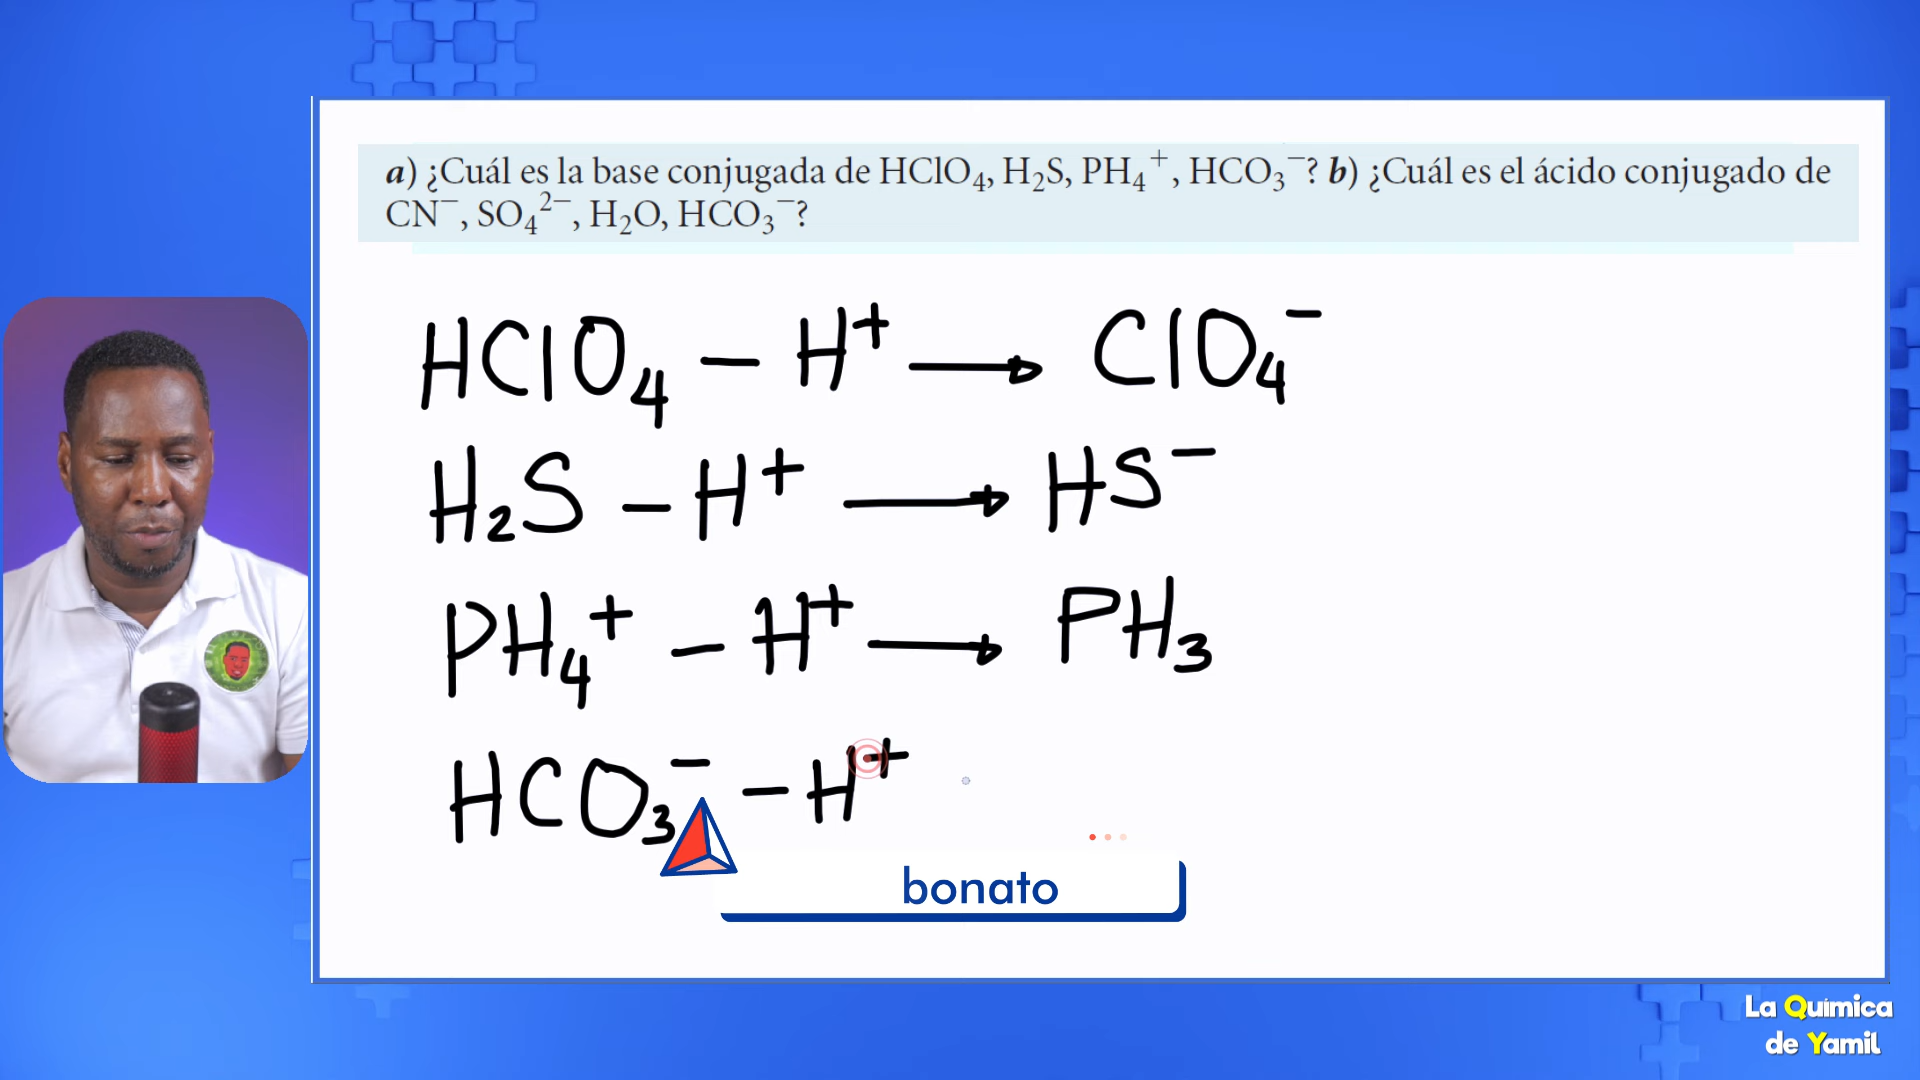 a) ¿Cuál es la base conjugada de HClO₄, H₂S, PH₄⁺, HCO₃⁻? b) ¿Cuál es el ácido conjugado de
CN⁻, SO₄²⁻, H₂O, HCO₃⁻?
HClO₄ – H⁺ → ClO₄⁻
H₂S – H⁺ → HS⁻
PH₄⁺ – H⁺ → PH₃
HCO₃⁻ – H⁺
bonato
La Química
de Yamil